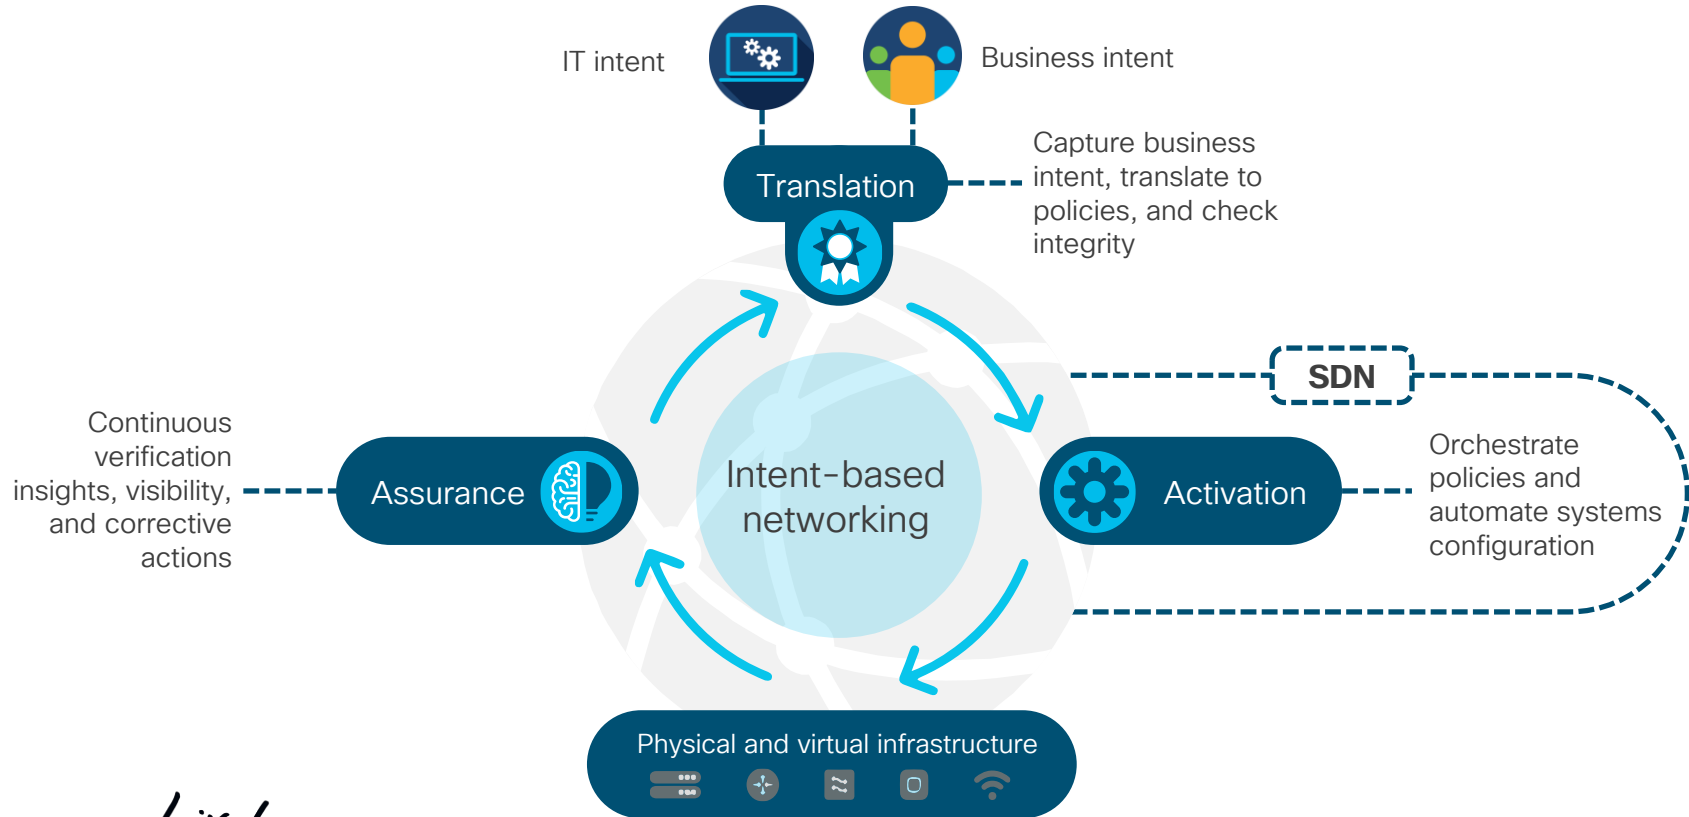 IT intent
Business intent
Translation
Capture business
intent, translate to
policies, and check
integrity
SDN
Continuous
verification
insights, visibility,
and corrective
actions
Assurance
Intent-based
networking
Activation
Orchestrate
policies and
automate systems
configuration
Physical and virtual infrastructure